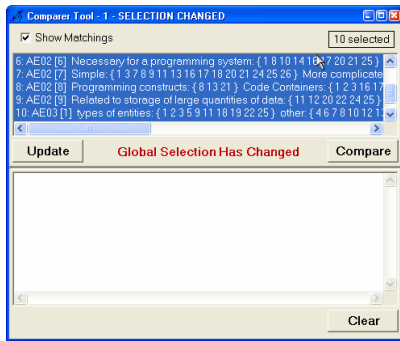 Comparer Tool - 1 - SELECTION CHANGED
Show Matchings
10 selected
6: AE02 [6] Necessary for a programming system: { 1 8 10 14 16 7 20 21 25 }
7: AE02 [7] Simple: { 1 3 7 8 9 11 13 16 17 18 20 21 24 25 26 } More complicate
8: AE02 [8] Programming constructs: { 8 13 21 } Code Containers: { 1 2 3 16 17
9: AE02 [9] Related to storage of large quantities of data: { 11 12 20 22 24 25 }
10: AE03 [1] types of entities: { 1 2 3 5 9 11 18 19 22 25 } other: { 4 6 7 8 10 12 1
Update
Global Selection Has Changed
Compare
Clear